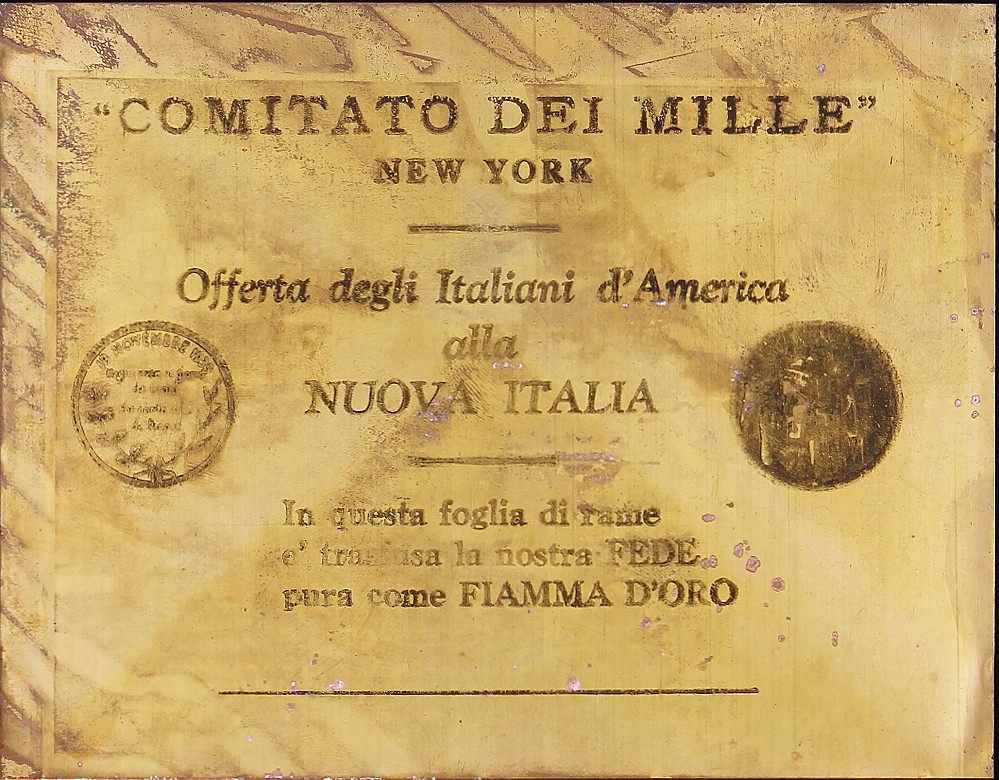 “COMITATO DEI MILLE”
NEW YORK
Offerta degli Italiani d'America
alla
NUOVA ITALIA
NOVEMBRE
In questa foglia di rame
e' trasfusa la nostra FEDE
pura come FIAMMA D'ORO